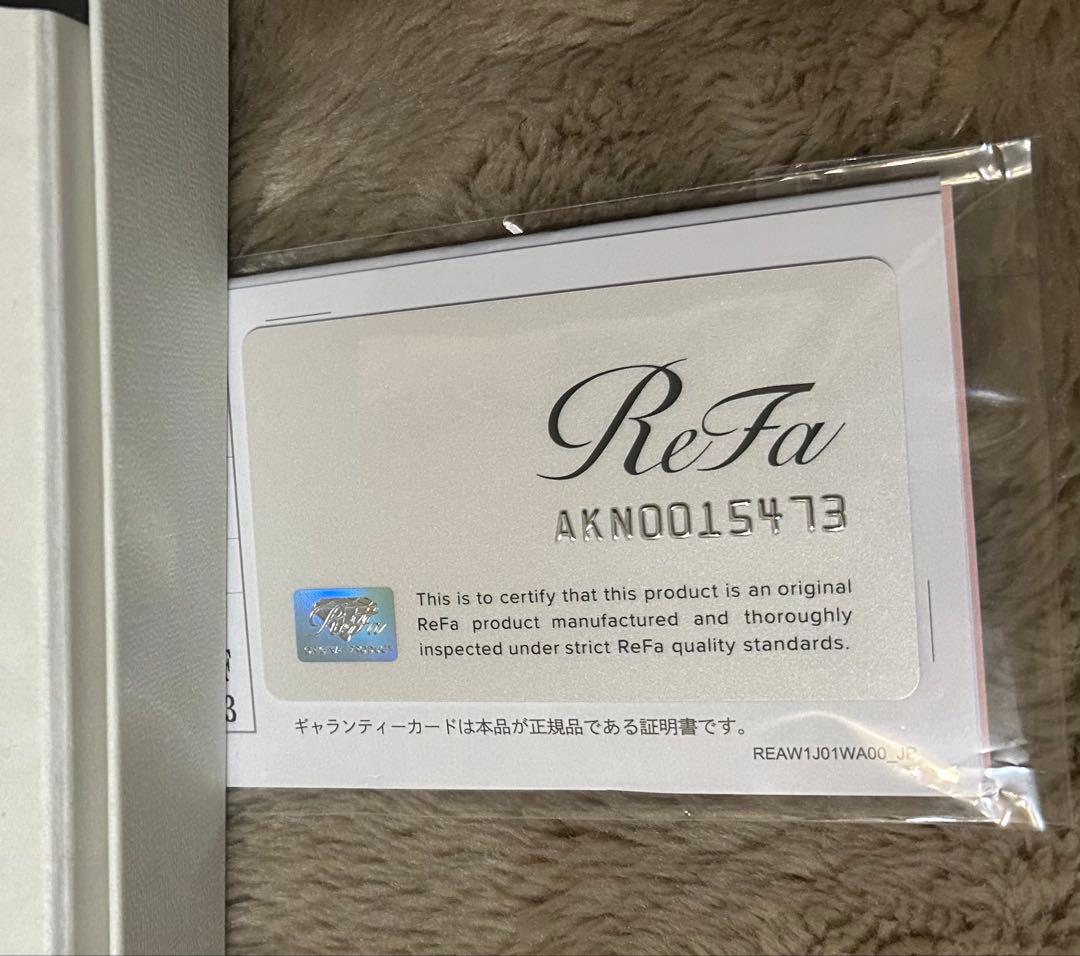 ReFa
AKN0015473
This is to certify that this product is an original
ReFa product manufactured and thoroughly
inspected under strict ReFa quality standards.
ギャランティーカードは本品が正規品である証明書です。
REAW1J01WA00_JP